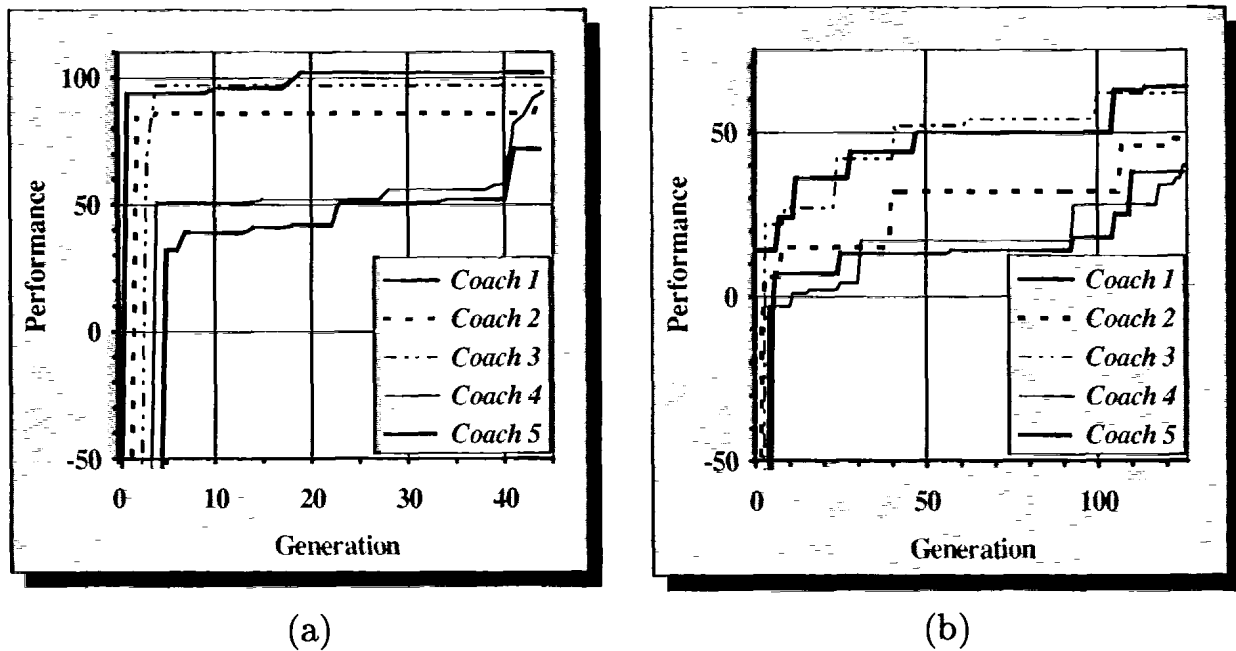 100
50
0
-50
0
10
20
30
40
Performance
Generation
Coach 1
Coach 2
Coach 3
Coach 4
Coach 5
(a)
50
0
-50
0
50
100
Performance
Generation
Coach 1
Coach 2
Coach 3
Coach 4
Coach 5
(b)